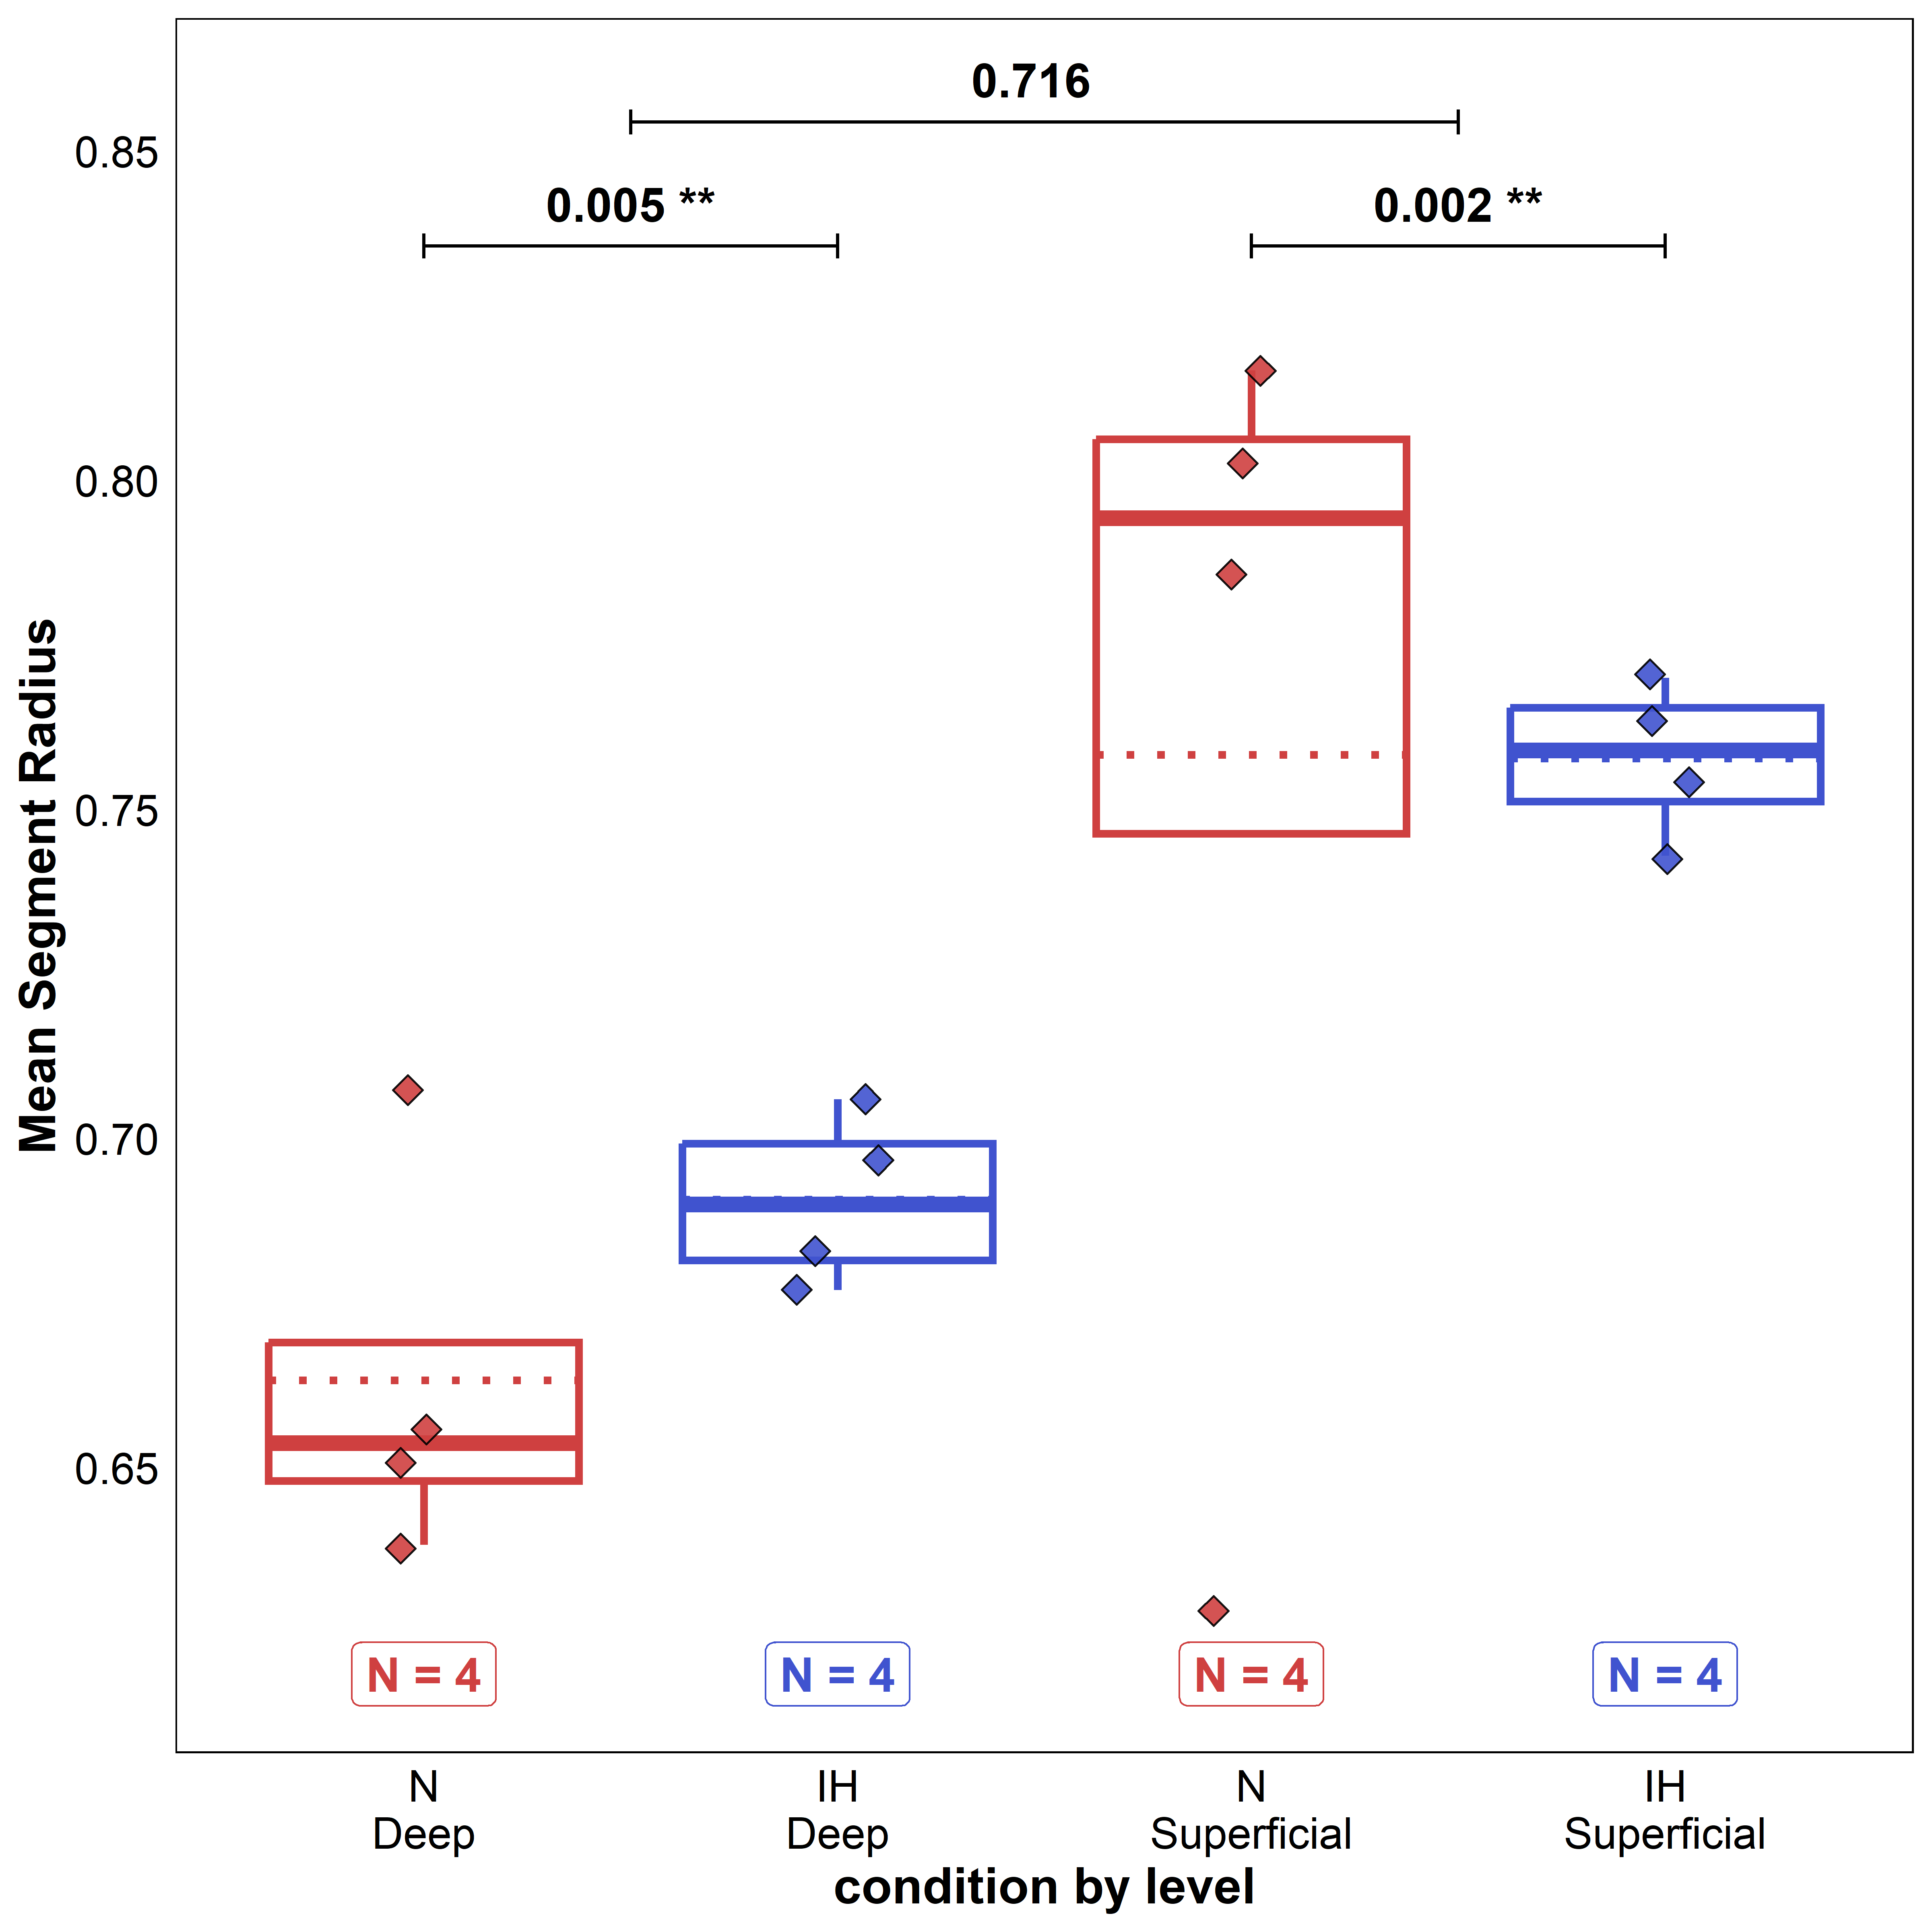 0.716
0.005 **
0.002 **
0.85
0.80
0.75
0.70
0.65
Mean Segment Radius
N = 4
N = 4
N = 4
N = 4
N
Deep
IH
Deep
N
Superficial
IH
Superficial
condition by level